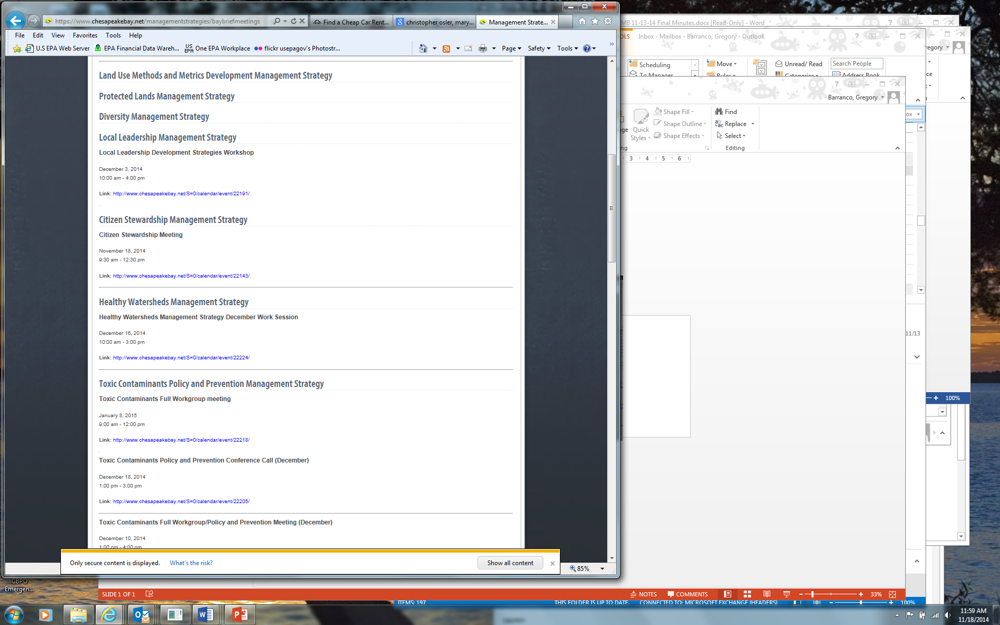 https://www.chesapeakebay.net/managementstrategies/baybriefmeetings
Find a Cheap Car Rent...
christopher osler, mary,...
Management Strate...
File Edit View Favorites Tools Help
U.S EPA Web Server
EPA Financial Data Wareh...
US EPA One EPA Workplace
flickr usepagov's Photostr...
Page Safety Tools
Land Use Methods and Metrics Development Management Strategy
Protected Lands Management Strategy
Diversity Management Strategy
Local Leadership Management Strategy
Local Leadership Development Strategies Workshop
December 3, 2014
10:00 am - 4:00 pm
Link: http://www.chesapeakebay.net/S=0/calendar/event/22191/
Citizen Stewardship Management Strategy
Citizen Stewardship Meeting
November 18, 2014
9:30 am - 12:30 pm
Link: http://www.chesapeakebay.net/S=0/calendar/event/22143/
Healthy Watersheds Management Strategy
Healthy Watersheds Management Strategy December Work Session
December 16, 2014
10:00 am - 3:00 pm
Link: http://www.chesapeakebay.net/S=0/calendar/event/22224/
Toxic Contaminants Policy and Prevention Management Strategy
Toxic Contaminants Full Workgroup meeting
January 8, 2015
9:00 am - 12:00 pm
Link: http://www.chesapeakebay.net/S=0/calendar/event/22218/
Toxic Contaminants Policy and Prevention Conference Call (December)
December 18, 2014
1:00 pm - 3:00 pm
Link: http://www.chesapeakebay.net/S=0/calendar/event/22205/
Toxic Contaminants Full Workgroup/Policy and Prevention Meeting (December)
December 10, 2014
1:00 pm - 4:00 pm
Only secure content is displayed. What's the risk? Show all content
85%
MB 11-13-14 Final Minutes.docx [Read-Only] - Word
OLS Inbox - Mailbox - Barranco, Gregory - Outlook
regory
Scheduling Move Unread/ Read Search People
To Manager Rules Categorize Address Book
ce
Barranco, Gregory
ox
Shape Fill Find
age Quick Styles Shape Outline Replace
Shape Effects Select
ng Editing
3 4 5 6
11/13
100%
CBPO
Emergen...
SLIDE 1 OF 1 NOTES COMMENTS 33%
ITEMS: 197 THIS FOLDER IS UP TO DATE. CONNECTED TO: MICROSOFT EXCHANGE (HEADERS) 100%
Lauren
11:59 AM
11/18/2014